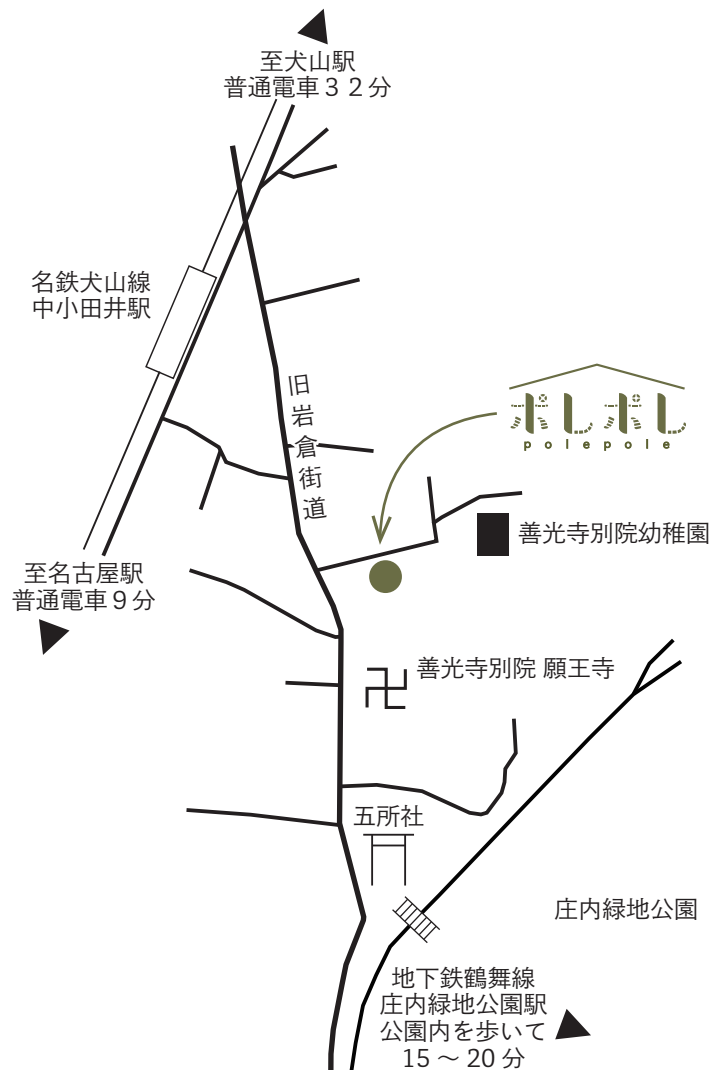 至犬山駅
普通電車３２分
名鉄犬山線
中小田井駅
旧岩倉街道
ポレポレ
polepole
善光寺別院幼稚園
至名古屋駅
普通電車９分
卍
善光寺別院 願王寺
五所社
庄内緑地公園
地下鉄鶴舞線
庄内緑地公園駅
公園内を歩いて
15 〜 20 分